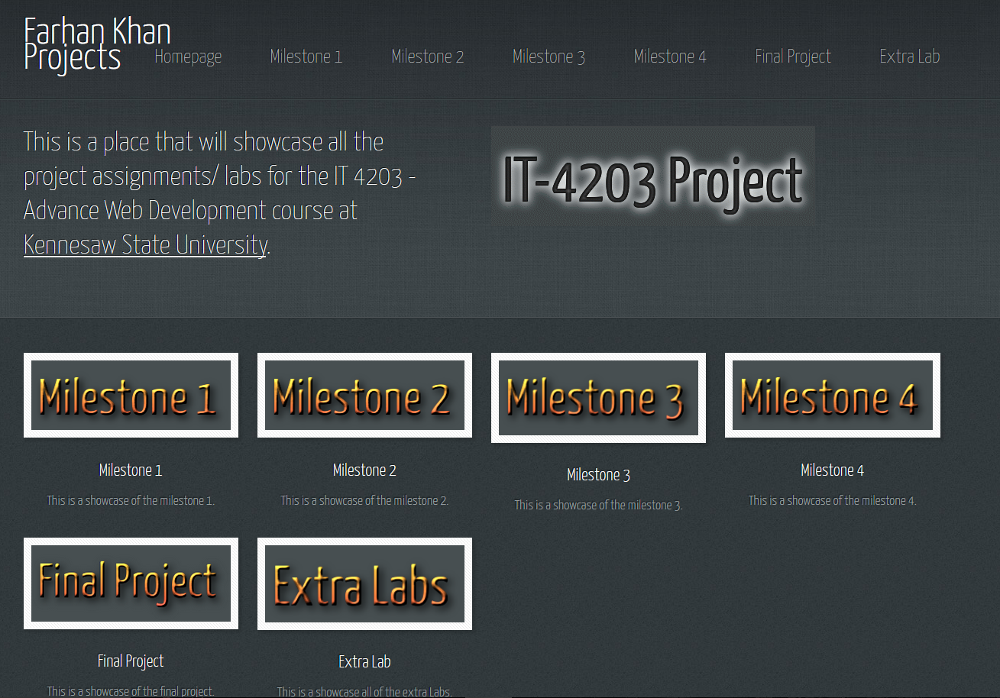 Farhan Khan
Projects
Homepage Milestone 1 Milestone 2 Milestone 3 Milestone 4 Final Project Extra Lab
This is a place that will showcase all the
project assignments/ labs for the IT 4203 -
Advance Web Development course at
Kennesaw State University.
IT-4203 Project
Milestone 1 Milestone 2 Milestone 3 Milestone 4
Milestone 1 Milestone 2 Milestone 3 Milestone 4
This is a showcase of the milestone 1. This is a showcase of the milestone 2. This is a showcase of the milestone 3. This is a showcase of the milestone 4.
Final Project Extra Labs
Final Project Extra Lab
This is a showcase of the final project. This is a showcase all of the extra Labs.